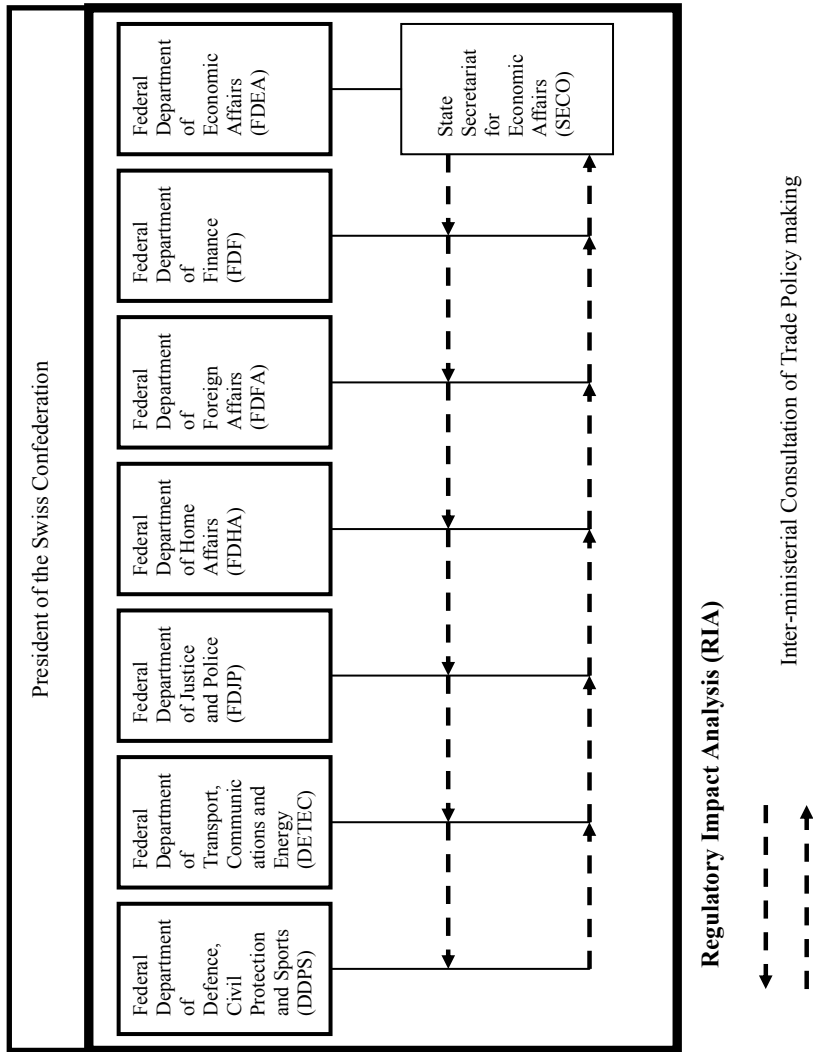 President of the Swiss Confederation
Federal
Department
of
Defence,
Civil
Protection
and Sports
(DDPS)
Federal
Department
of
Transport,
Communic
ations and
Energy
(DETEC)
Federal
Department
of Justice
and Police
(FDJP)
Federal
Department
of Home
Affairs
(FDHA)
Federal
Department
of
Foreign
Affairs
(FDFA)
Federal
Department
of
Finance
(FDF)
Federal
Department
of
Economic
Affairs
(FDEA)
State
Secretariat
for
Economic
Affairs
(SECO)
Regulatory Impact Analysis (RIA)
Inter-ministerial Consultation of Trade Policy making